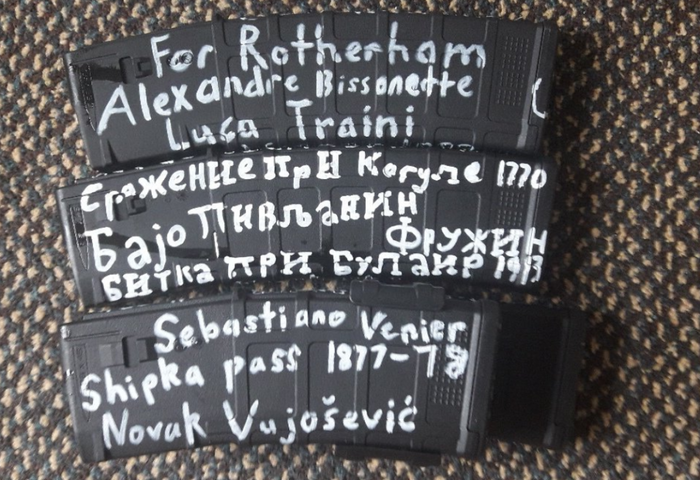 For Rotherham
Alexandre Bissonette
Luca Traini
Сражение при Кагуле 1770
Бајо Пивљанин
Фружин
Битка при Булаир 1913
Sebastiano Venier
Shipka pass 1877-78
Novak Vujošević